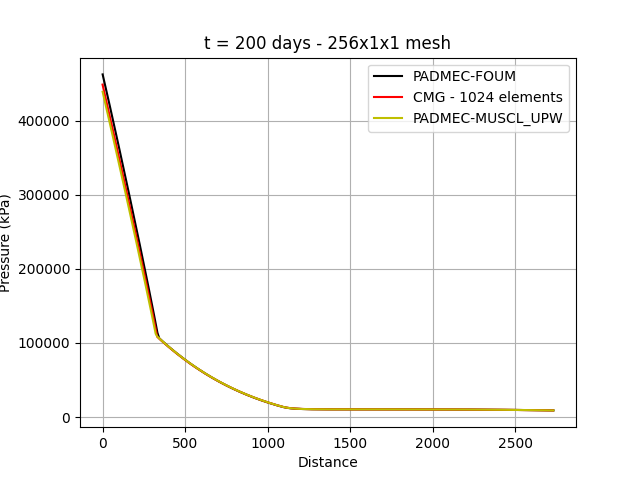 t = 200 days - 256x1x1 mesh
PADMEC-FOUM
CMG - 1024 elements
PADMEC-MUSCL_UPW
Pressure (kPa)
400000
300000
200000
100000
0
0 500 1000 1500 2000 2500
Distance